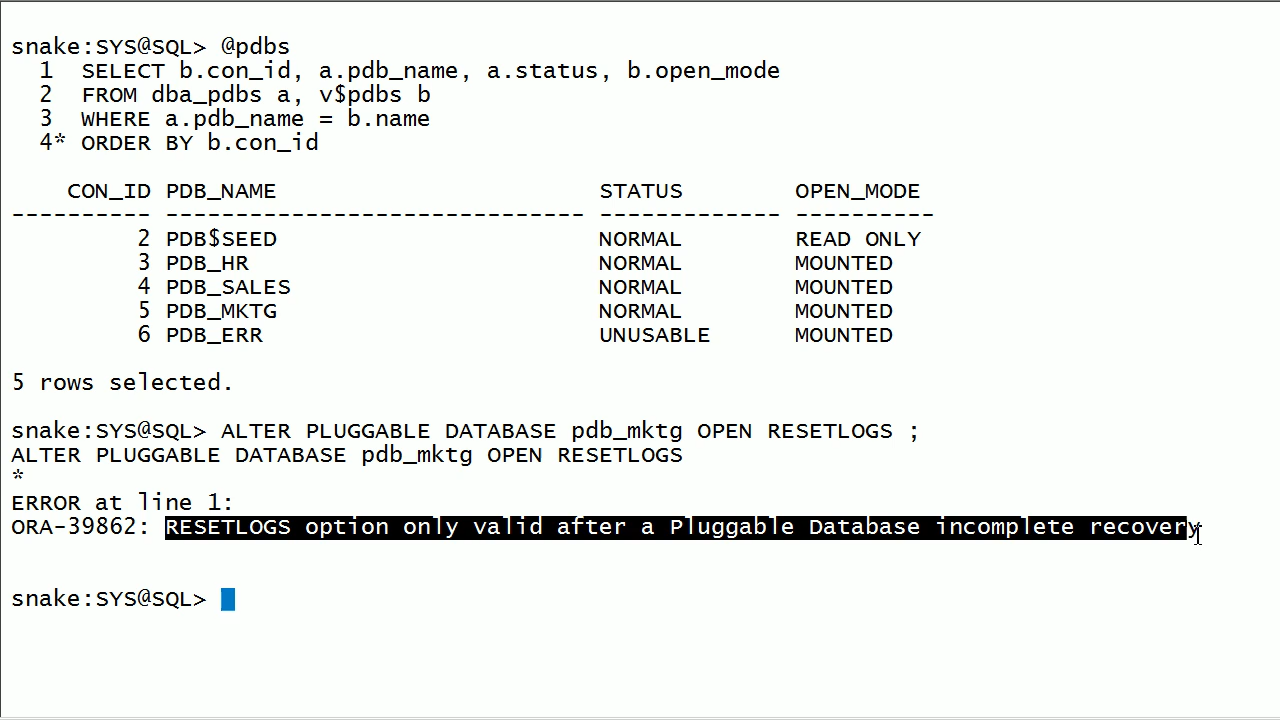 snake:SYS@SQL> @pdbs
  1  SELECT b.con_id, a.pdb_name, a.status, b.open_mode
  2  FROM dba_pdbs a, v$pdbs b
  3  WHERE a.pdb_name = b.name
  4* ORDER BY b.con_id
    CON_ID PDB_NAME                       STATUS        OPEN_MODE
---------- ------------------------------ ------------- ----------
         2 PDB$SEED                       NORMAL        READ ONLY
         3 PDB_HR                         NORMAL        MOUNTED
         4 PDB_SALES                      NORMAL        MOUNTED
         5 PDB_MKTG                       NORMAL        MOUNTED
         6 PDB_ERR                        UNUSABLE      MOUNTED
5 rows selected.
snake:SYS@SQL> ALTER PLUGGABLE DATABASE pdb_mktg OPEN RESETLOGS ;
ALTER PLUGGABLE DATABASE pdb_mktg OPEN RESETLOGS
*
ERROR at line 1:
ORA-39862: RESETLOGS option only valid after a Pluggable Database incomplete recovery
snake:SYS@SQL>